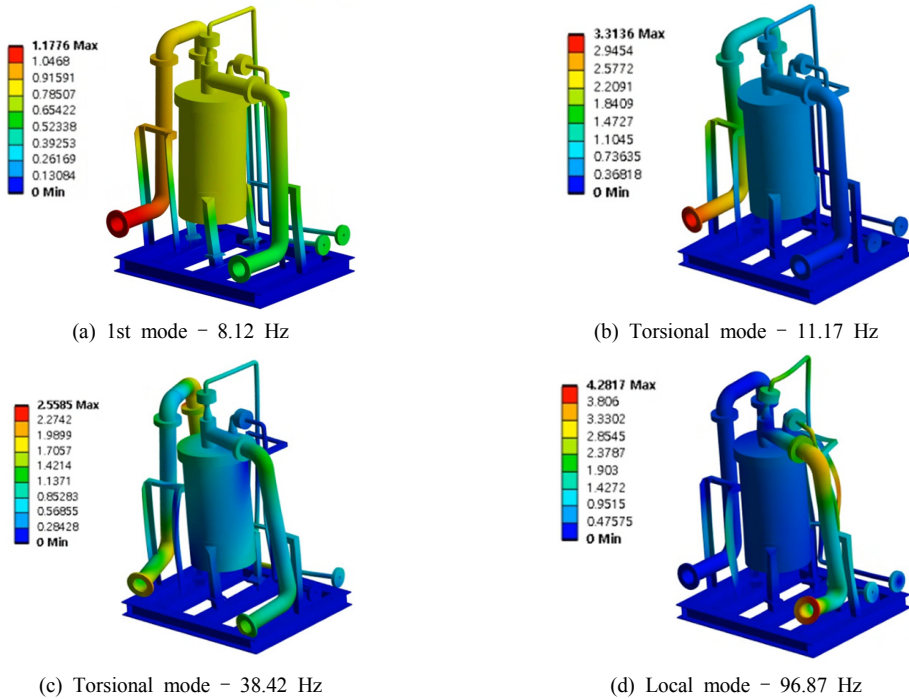 1.1776 Max
1.0468
0.91591
0.78507
0.65422
0.52338
0.39253
0.26169
0.13084
0 Min
(a) 1st mode - 8.12 Hz
3.3136 Max
2.9454
2.5772
2.2091
1.8409
1.4727
1.1045
0.73635
0.36818
0 Min
(b) Torsional mode - 11.17 Hz
2.5585 Max
2.2742
1.9899
1.7057
1.4214
1.1371
0.85283
0.56855
0.28428
0 Min
(c) Torsional mode - 38.42 Hz
4.2817 Max
3.806
3.3302
2.8545
2.3787
1.903
1.4272
0.9515
0.47575
0 Min
(d) Local mode - 96.87 Hz